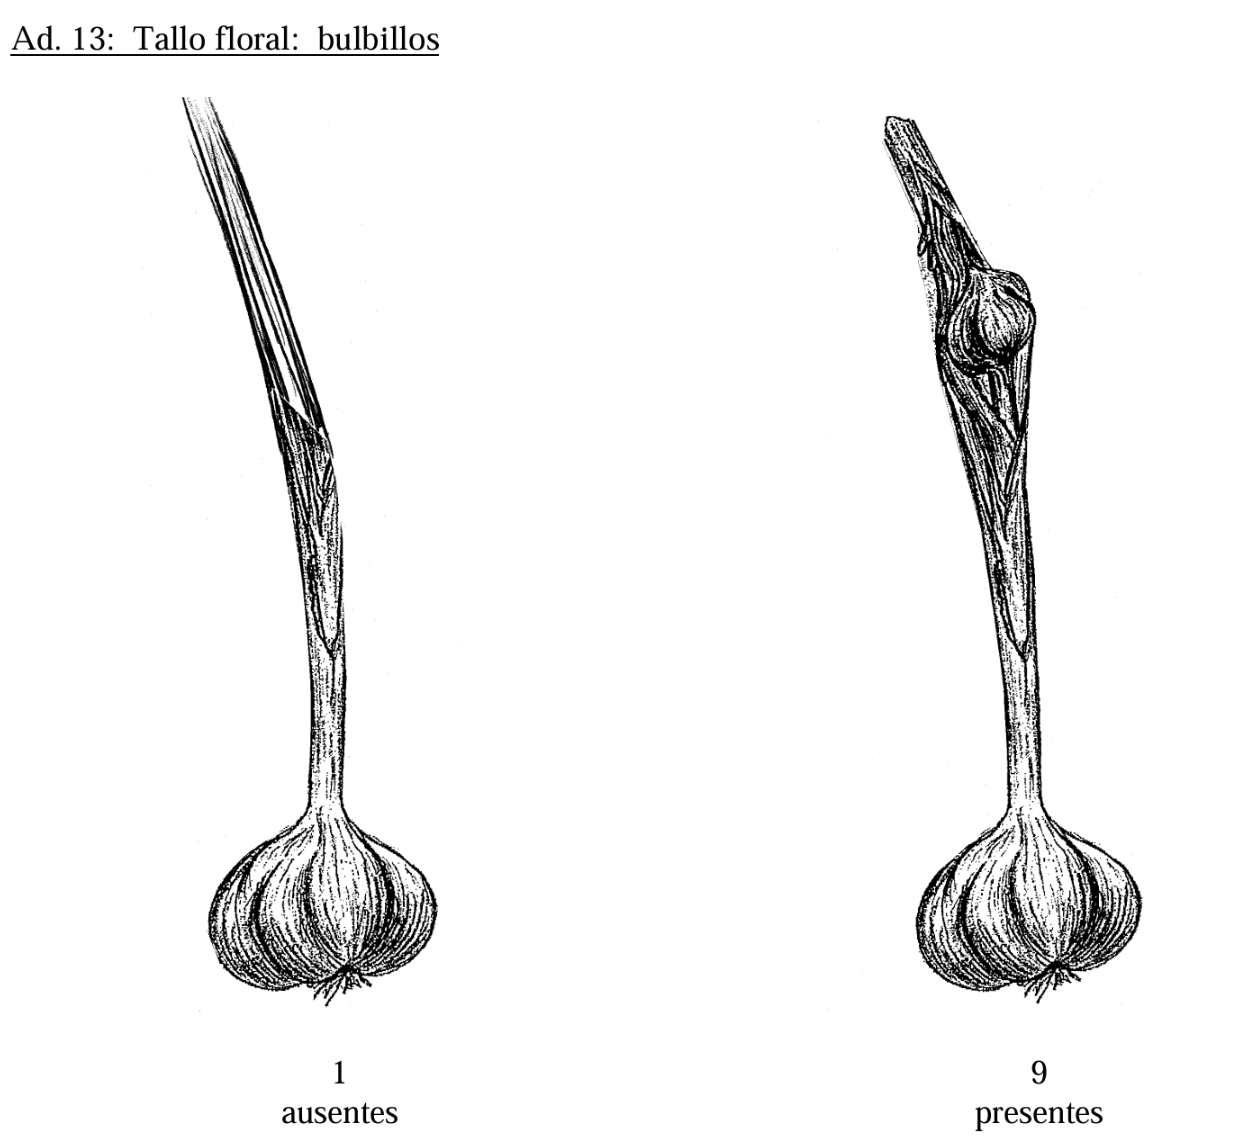 Ad. 13: Tallo floral: bulbillos
1
ausentes
9
presentes